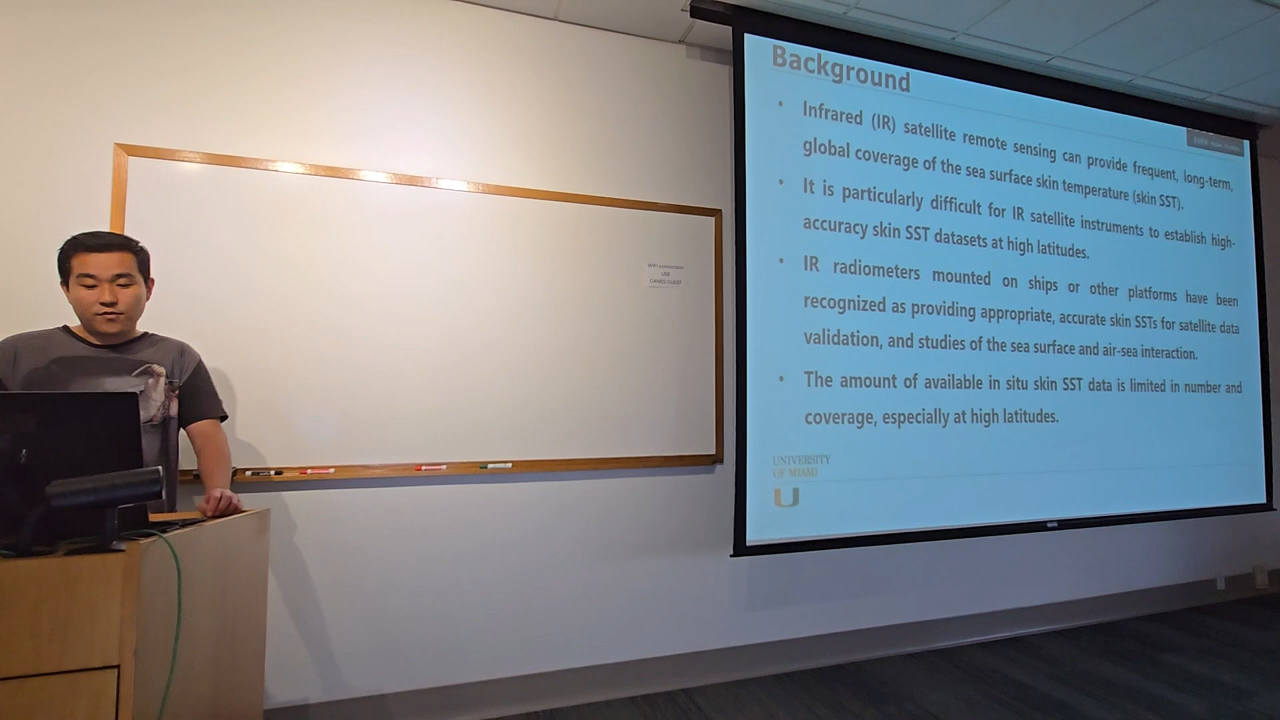 Background
• Infrared (IR) satellite remote sensing can provide frequent, long-term,
global coverage of the sea surface skin temperature (skin SST).
• It is particularly difficult for IR satellite instruments to establish high-
accuracy skin SST datasets at high latitudes.
• IR radiometers mounted on ships or other platforms have been
recognized as providing appropriate, accurate skin SSTs for satellite data
validation, and studies of the sea surface and air-sea interaction.
• The amount of available in situ skin SST data is limited in number and
coverage, especially at high latitudes.
UNIVERSITY
OF MIAMI
U
USE
CANES GUEST